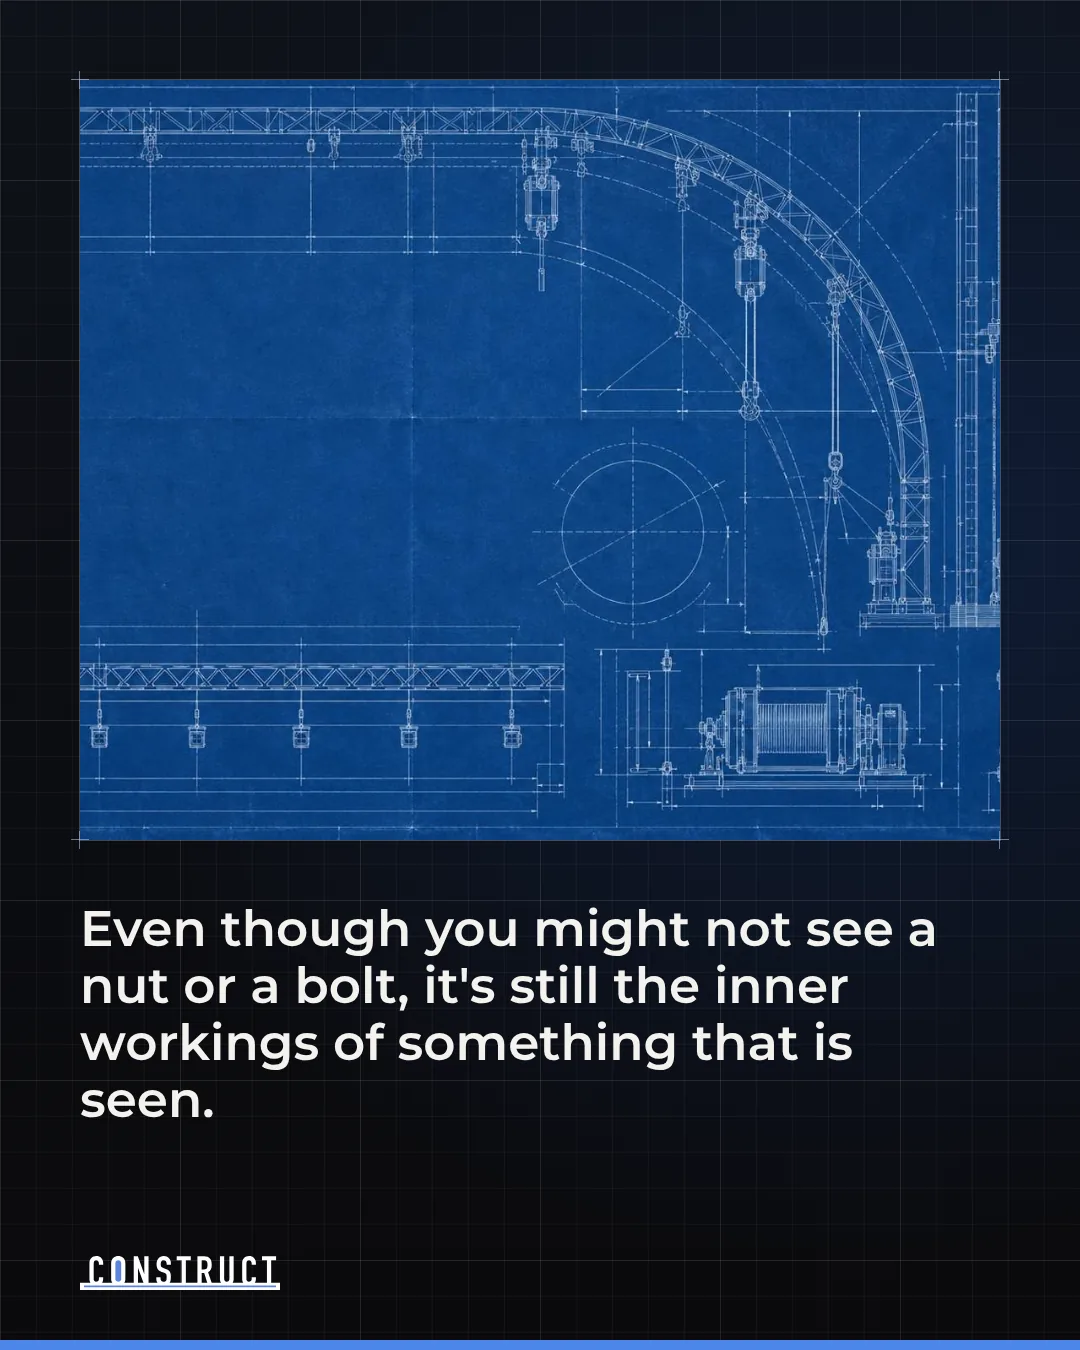 Even though you might not see a
nut or a bolt, it's still the inner
workings of something that is
seen.
CONSTRUCT